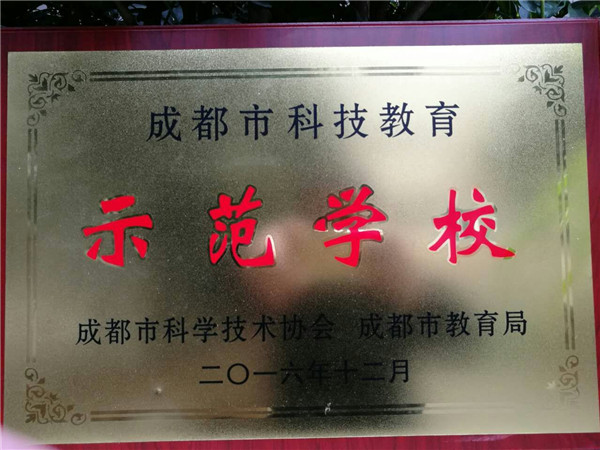 成都市科技教育
示范学校
成都市科学技术协会 成都市教育局
二〇一六年十二月